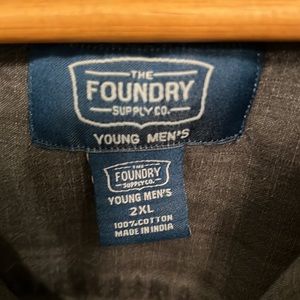 THE
FOUNDRY
SUPPLY CO.
YOUNG MEN'S
THE
FOUNDRY
SUPPLY CO.
YOUNG MEN'S
2XL
100% COTTON
MADE IN INDIA